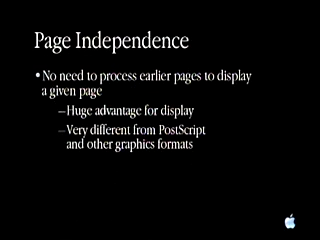 Page Independence
•No need to process earlier pages to display
a given page
–Huge advantage for display
–Very different from PostScript
and other graphics formats